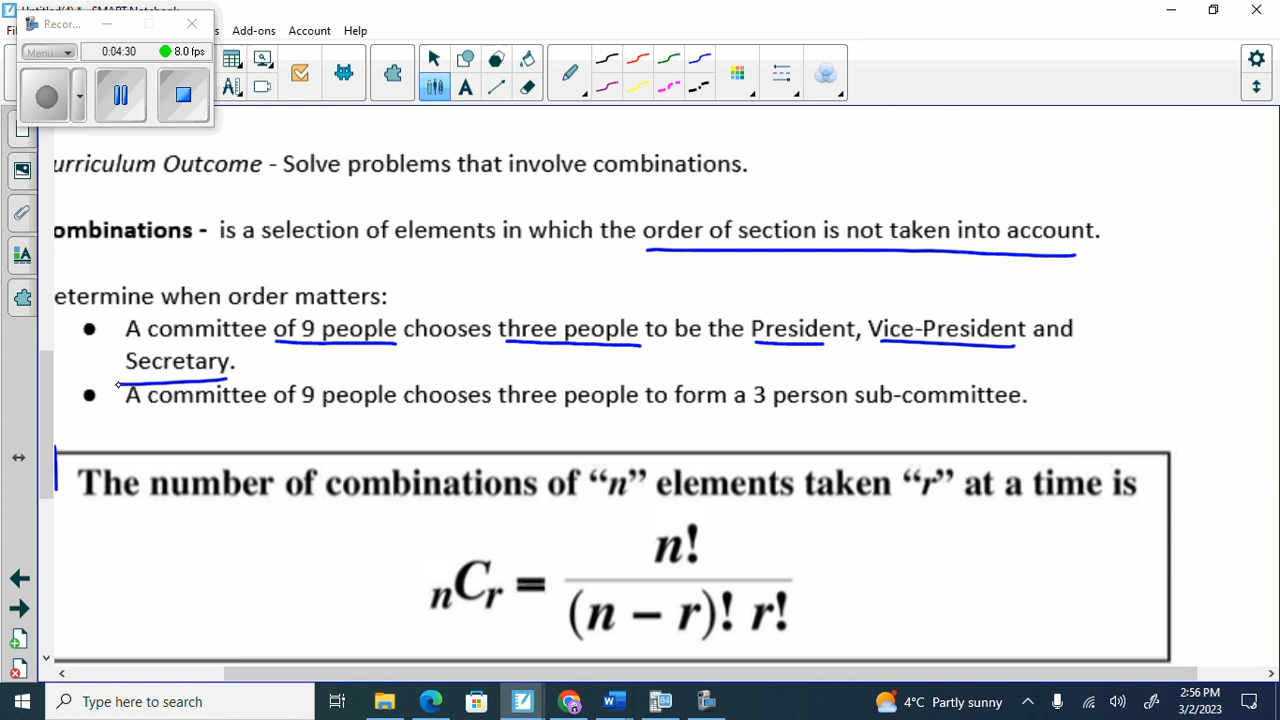 Untitled(4)* - SMART Notebook
Recor...
Add-ons Account Help
Menu
0:04:30
8.0 fps
urriculum Outcome - Solve problems that involve combinations.
ombinations - is a selection of elements in which the order of section is not taken into account.
etermine when order matters:
● A committee of 9 people chooses three people to be the President, Vice-President and
Secretary.
● A committee of 9 people chooses three people to form a 3 person sub-committee.
The number of combinations of “n” elements taken “r” at a time is
nCr = n! / (n – r)! r!
Type here to search
4°C Partly sunny
2:56 PM
3/2/2023